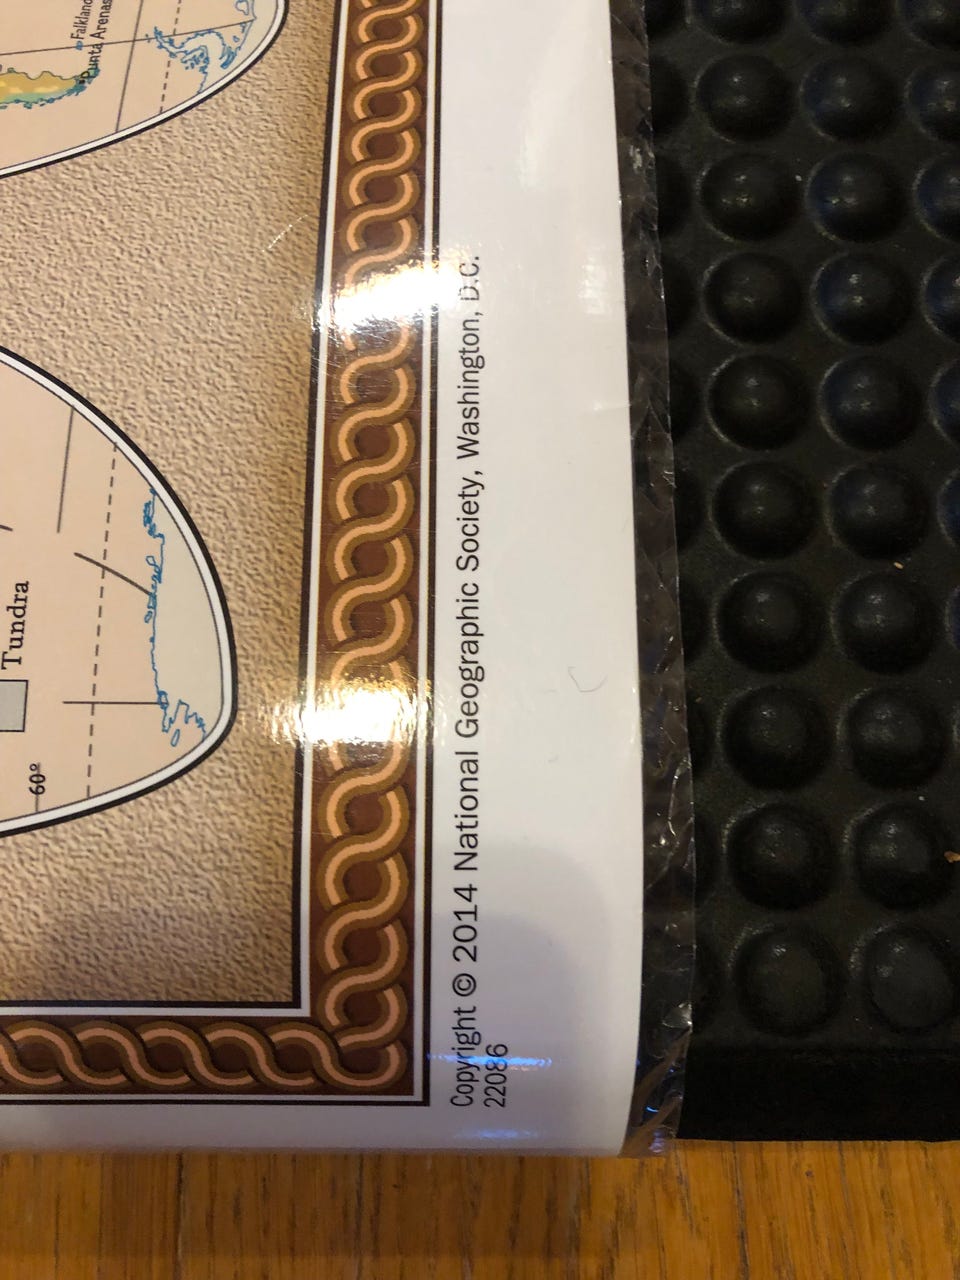 Falkland
Punta Arenas
Tundra
60°
Copyright © 2014 National Geographic Society, Washington, D.C.
22086